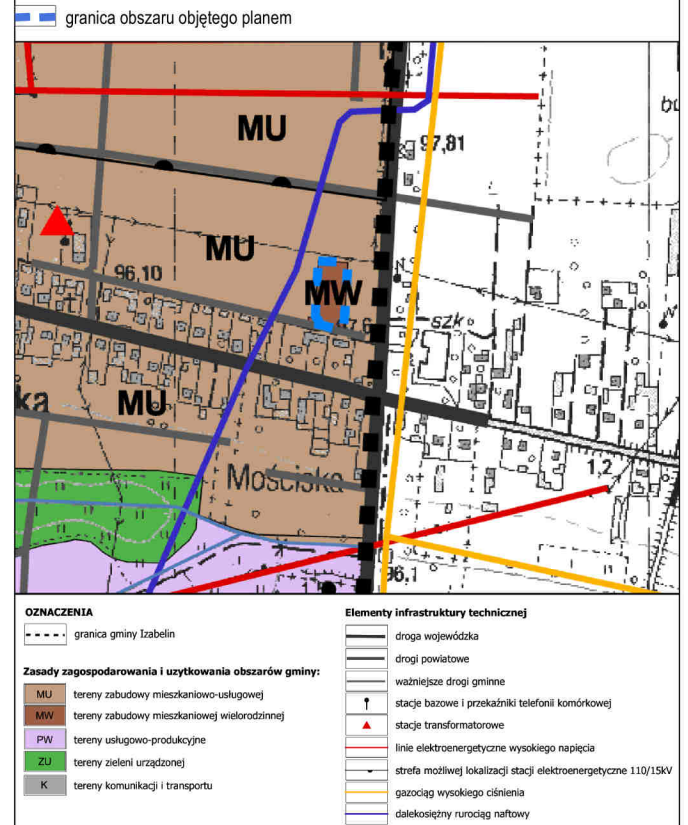 granica obszaru objętego planem
MU
97,81
MU
96,10
MW
szk
ka
MU
Mościska
1,2
96,1
OZNACZENIA
granica gminy Izabelin
Zasady zagospodarowania i uzytkowania obszarów gminy:
MU tereny zabudowy mieszkaniowo-usługowej
MW tereny zabudowy mieszkaniowej wielorodzinnej
PW tereny usługowo-produkcyjne
ZU tereny zieleni urządzonej
K tereny komunikacji i transportu
Elementy infrastruktury technicznej
droga wojewódzka
drogi powiatowe
ważniejsze drogi gminne
stacje bazowe i przekaźniki telefonii komórkowej
stacje transformatorowe
linie elektroenergetyczne wysokiego napięcia
strefa możliwej lokalizacji stacji elektroenergetyczne 110/15kV
gazociąg wysokiego ciśnienia
dalekosiężny rurociąg naftowy